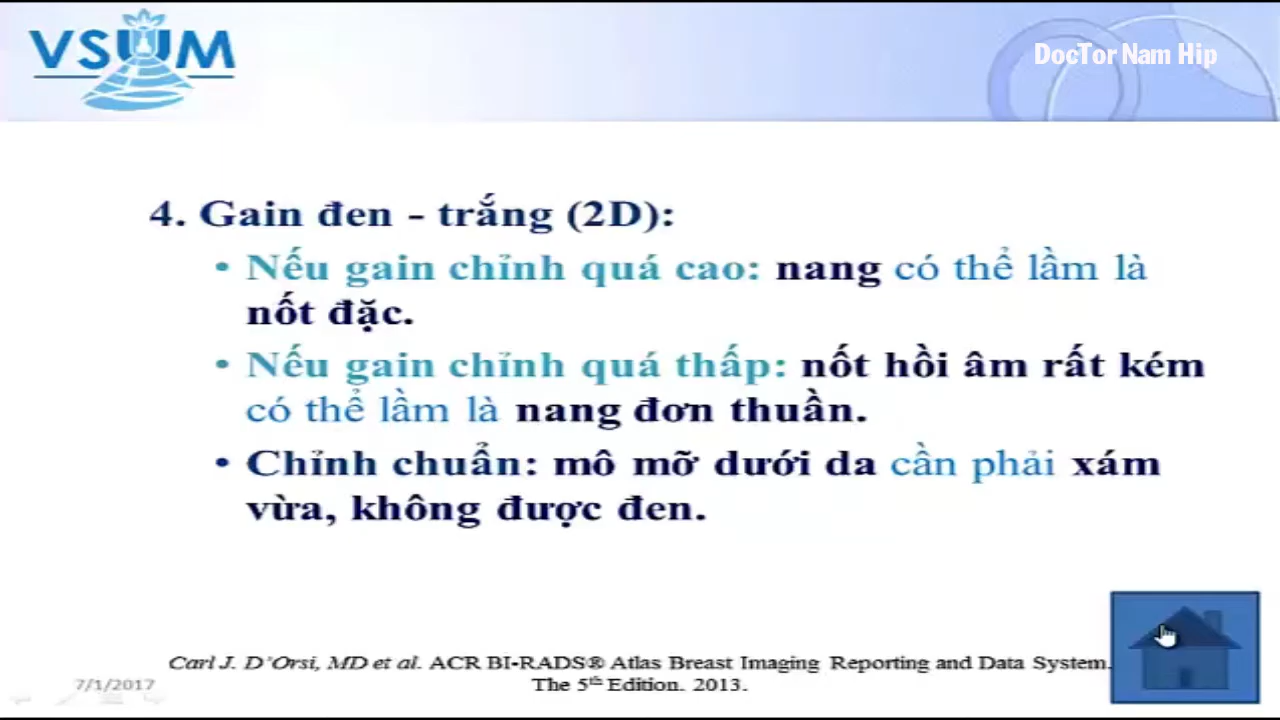 VSUM
DocTor Nam Hip
4. Gain đen - trắng (2D):
• Nếu gain chỉnh quá cao: nang có thể lầm là
nốt đặc.
• Nếu gain chỉnh quá thấp: nốt hồi âm rất kém
có thể lầm là nang đơn thuần.
• Chỉnh chuẩn: mô mỡ dưới da cần phải xám
vừa, không được đen.
Carl J. D'Orsi, MD et al. ACR BI-RADS® Atlas Breast Imaging Reporting and Data System.
The 5th Edition. 2013.
7/1/2017